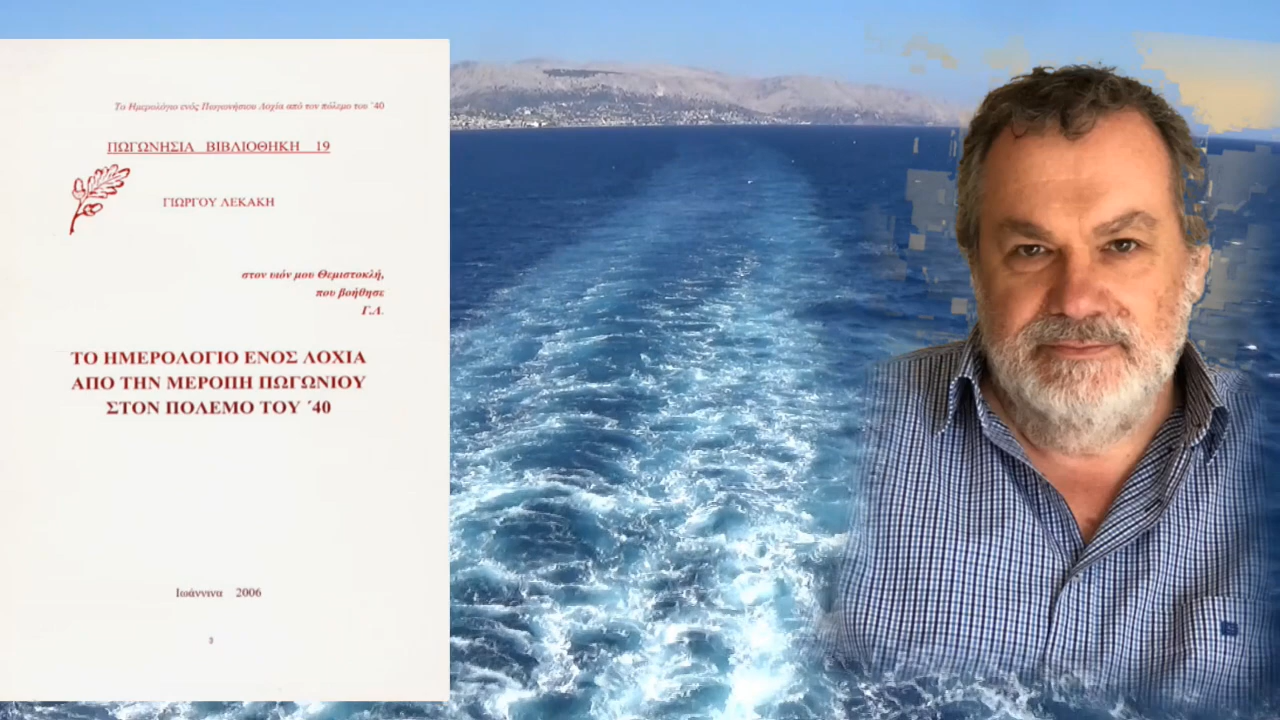 Το Ημερολόγιο ενός Πωγωνήσιου Λοχία από τον πόλεμο του ΄40
ΠΩΓΩΝΗΣΙΑ ΒΙΒΛΙΟΘΗΚΗ 19
ΓΙΩΡΓΟΥ ΛΕΚΑΚΗ
στον υιόν μου Θεμιστοκλή,
που βοήθησε
Γ.Λ.
ΤΟ ΗΜΕΡΟΛΟΓΙΟ ΕΝΟΣ ΛΟΧΙΑ
ΑΠΟ ΤΗΝ ΜΕΡΟΠΗ ΠΩΓΩΝΙΟΥ
ΣΤΟΝ ΠΟΛΕΜΟ ΤΟΥ ΄40
Ιωάννινα 2006
3